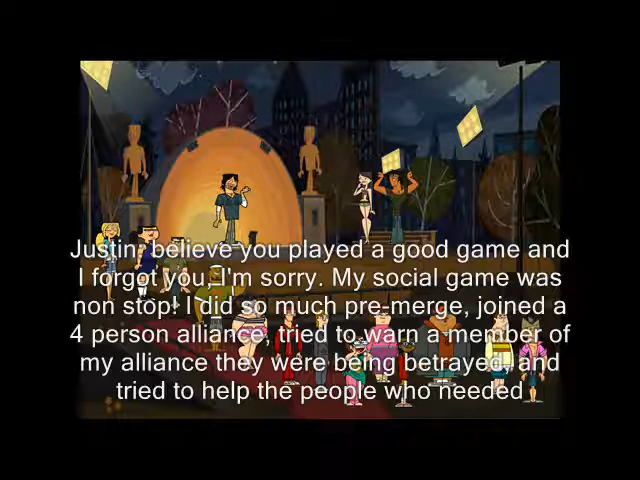 Justin, believe you played a good game and
I forgot you, I'm sorry. My social game was
non stop! I did so much pre-merge, joined a
4 person alliance, tried to warn a member of
my alliance they were being betrayed, and
tried to help the people who needed